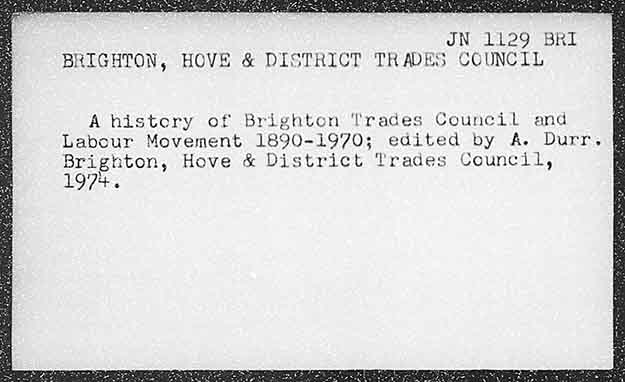 JN 1129 BRI
BRIGHTON, HOVE & DISTRICT TRADES COUNCIL
A history of Brighton Trades Council and
Labour Movement 1890-1970; edited by A. Durr.
Brighton, Hove & District Trades Council,
1974.